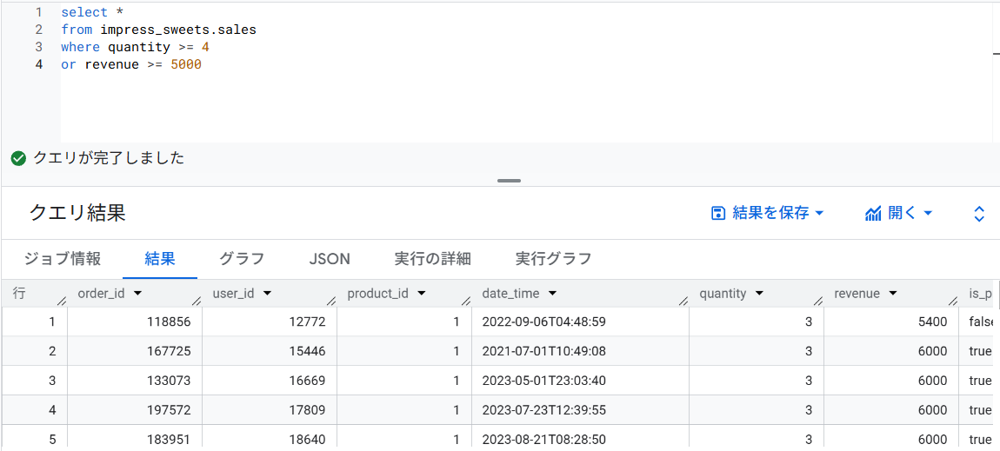 1 select *
2 from impress_sweets.sales
3 where quantity >= 4
4 or revenue >= 5000
クエリが完了しました
クエリ結果 結果を保存 開く
ジョブ情報 結果 グラフ JSON 実行の詳細 実行グラフ
行 order_id user_id product_id date_time quantity revenue is_p
1 118856 12772 1 2022-09-06T04:48:59 3 5400 false
2 167725 15446 1 2021-07-01T10:49:08 3 6000 true
3 133073 16669 1 2023-05-01T23:03:40 3 6000 true
4 197572 17809 1 2023-07-23T12:39:55 3 6000 true
5 183951 18640 1 2023-08-21T08:28:50 3 6000 true